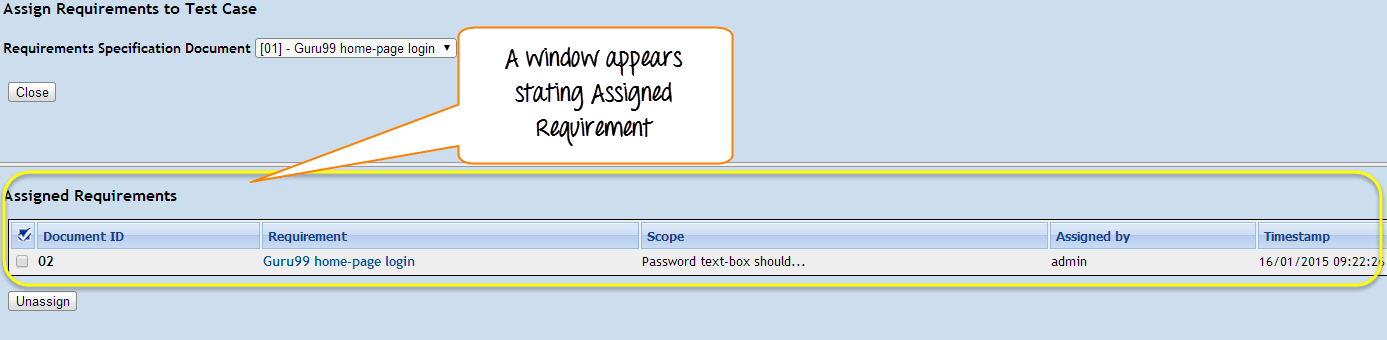 Assign Requirements to Test Case
Requirements Specification Document [01] - Guru99 home-page login
A window appears
stating Assigned
Requirement
Close
Assigned Requirements
Document ID Requirement Scope Assigned by Timestamp
02 Guru99 home-page login Password text-box should... admin 16/01/2015 09:22:26
Unassign